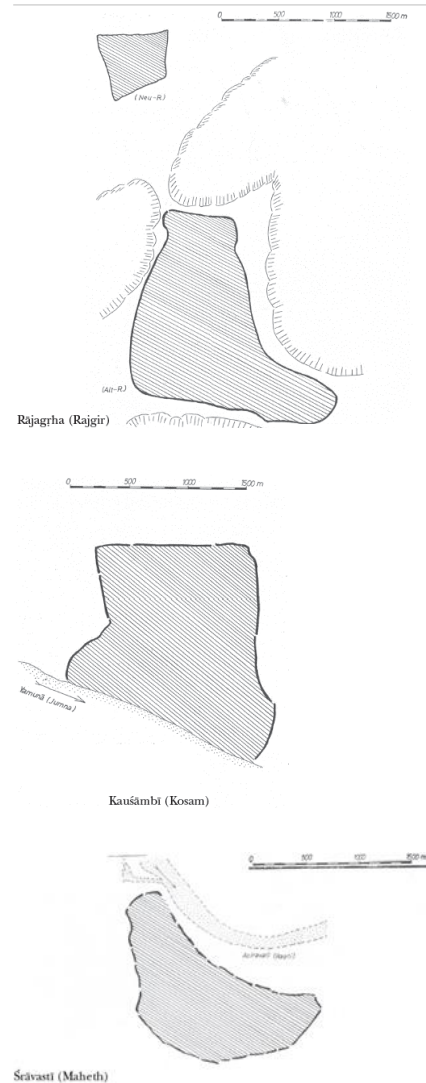 0 500 1000 1500 m
(Neu-R.)
(Alt-R.)
Rājagṛha (Rajgir)
0 500 1000 1500 m
Yamunā (Jumna)
Kauśāmbī (Kosam)
0 500 1000 1500 m
Śrāvastī (Maheth)